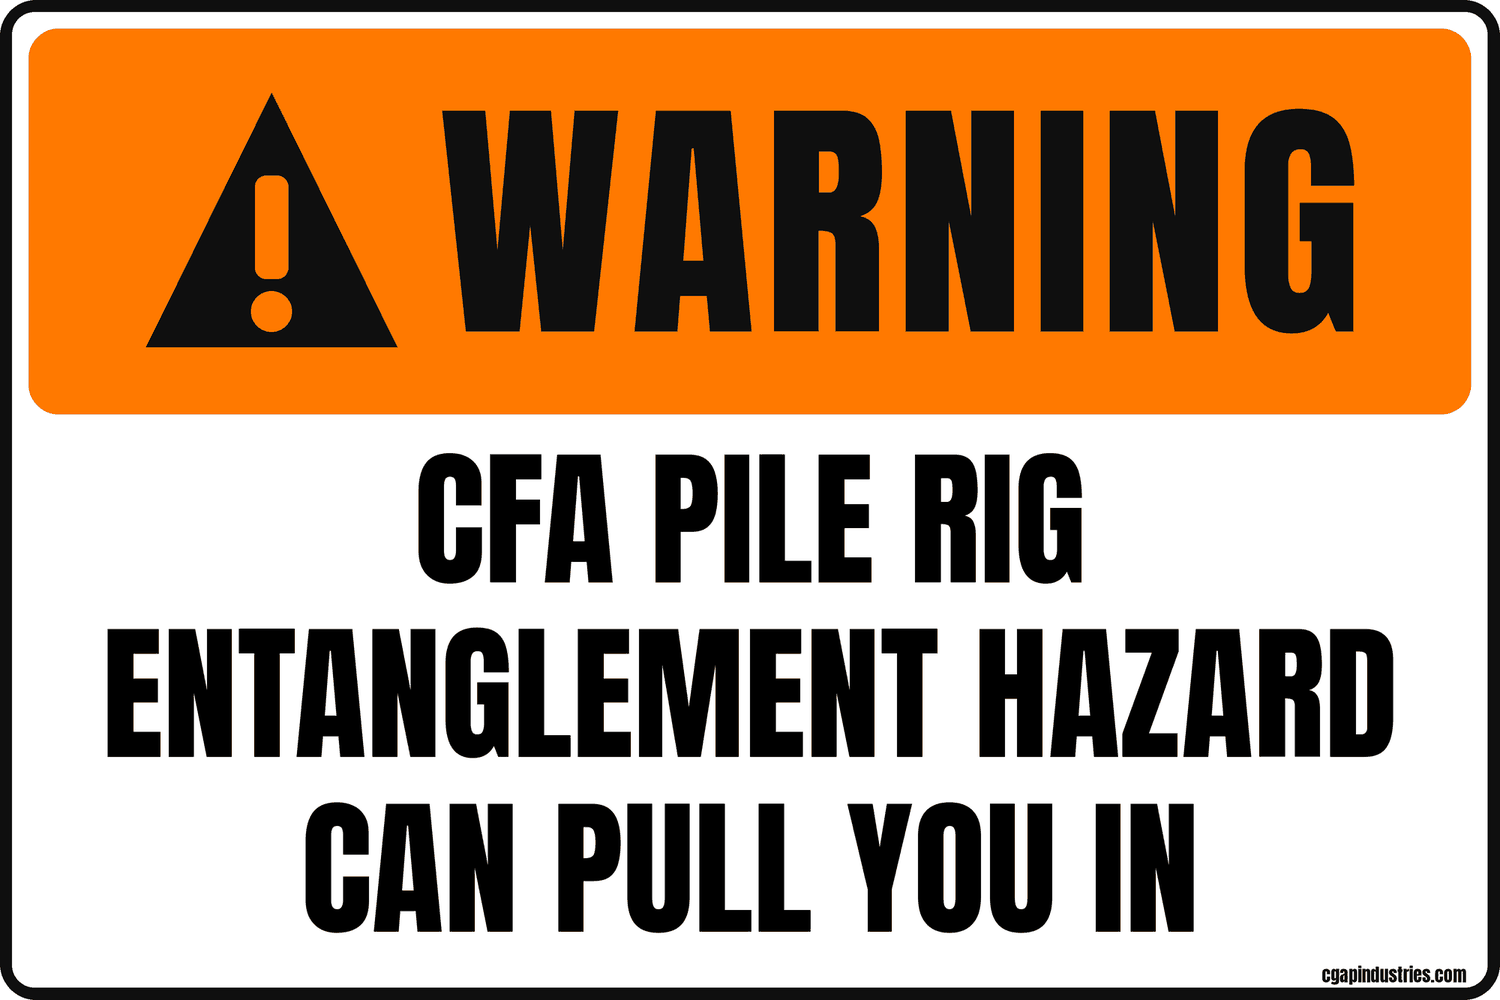 WARNING
CFA PILE RIG
ENTANGLEMENT HAZARD
CAN PULL YOU IN
cgapindustries.com